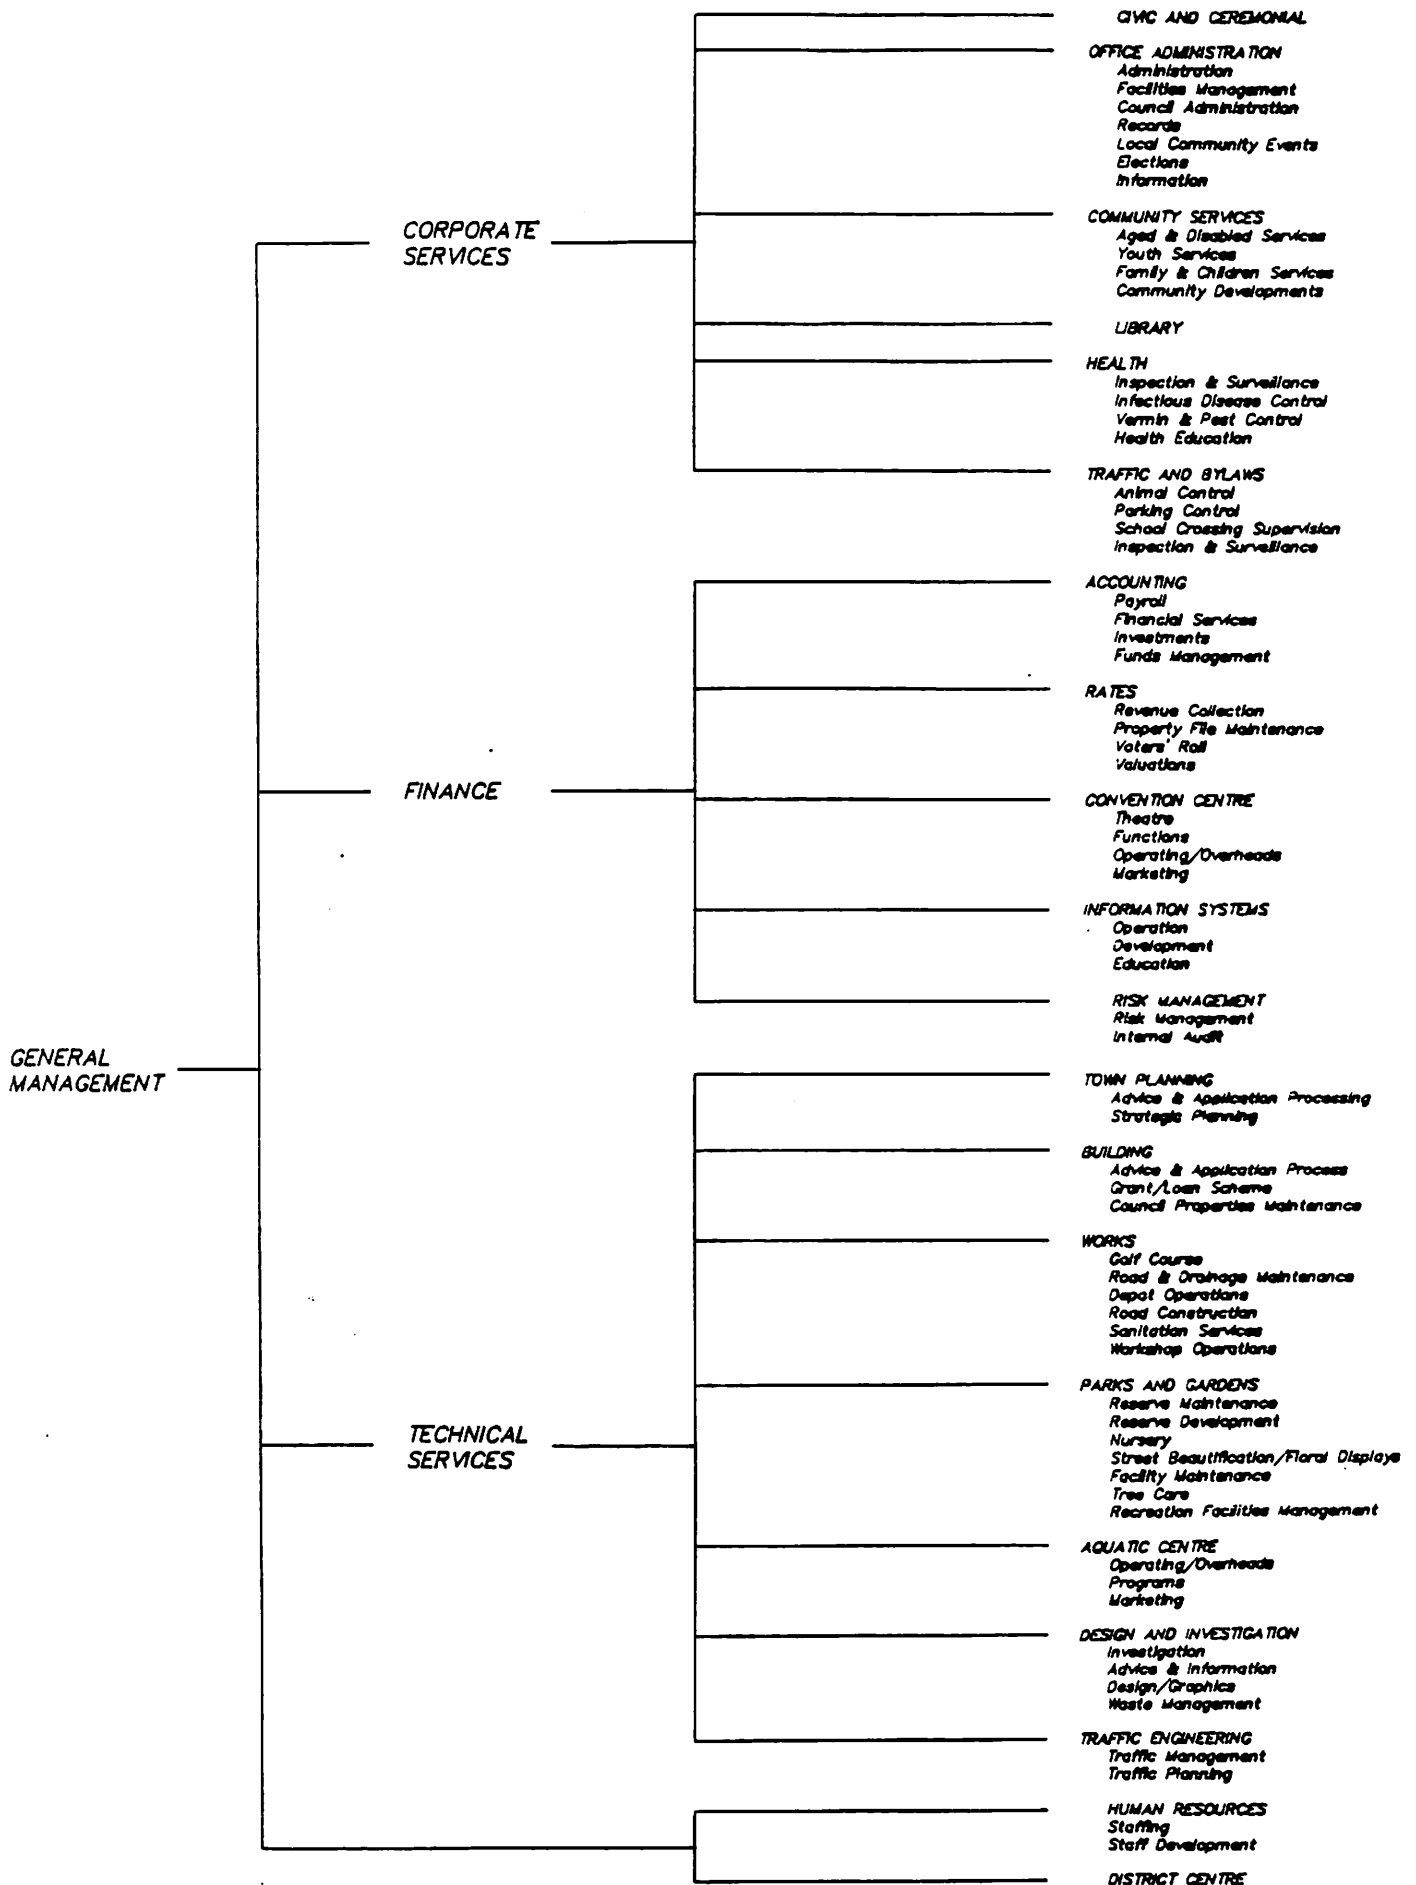 CIVIC AND CEREMONIAL
OFFICE ADMINISTRATION
Administration
Facilities Management
Council Administration
Records
Local Community Events
Elections
Information
CORPORATE
SERVICES
COMMUNITY SERVICES
Aged & Disabled Services
Youth Services
Family & Children Services
Community Developments
LIBRARY
HEALTH
Inspection & Surveillance
Infectious Disease Control
Vermin & Pest Control
Health Education
TRAFFIC AND BYLAWS
Animal Control
Parking Control
School Crossing Supervision
Inspection & Surveillance
ACCOUNTING
Payroll
Financial Services
Investments
Funds Management
RATES
Revenue Collection
Property File Maintenance
Voters' Roll
Valuations
FINANCE
CONVENTION CENTRE
Theatre
Functions
Operating/Overheads
Marketing
INFORMATION SYSTEMS
Operation
Development
Education
RISK MANAGEMENT
Risk Management
Internal Audit
GENERAL
MANAGEMENT
TOWN PLANNING
Advice & Application Processing
Strategic Planning
BUILDING
Advice & Application Process
Grant/Loan Scheme
Council Properties Maintenance
WORKS
Golf Course
Road & Drainage Maintenance
Depot Operations
Road Construction
Sanitation Services
Workshop Operations
PARKS AND GARDENS
Reserve Maintenance
Reserve Development
Nursery
Street Beautification/Floral Displays
Facility Maintenance
Tree Care
Recreation Facilities Management
TECHNICAL
SERVICES
AQUATIC CENTRE
Operating/Overheads
Programs
Marketing
DESIGN AND INVESTIGATION
Investigation
Advice & Information
Design/Graphics
Waste Management
TRAFFIC ENGINEERING
Traffic Management
Traffic Planning
HUMAN RESOURCES
Staffing
Staff Development
DISTRICT CENTRE